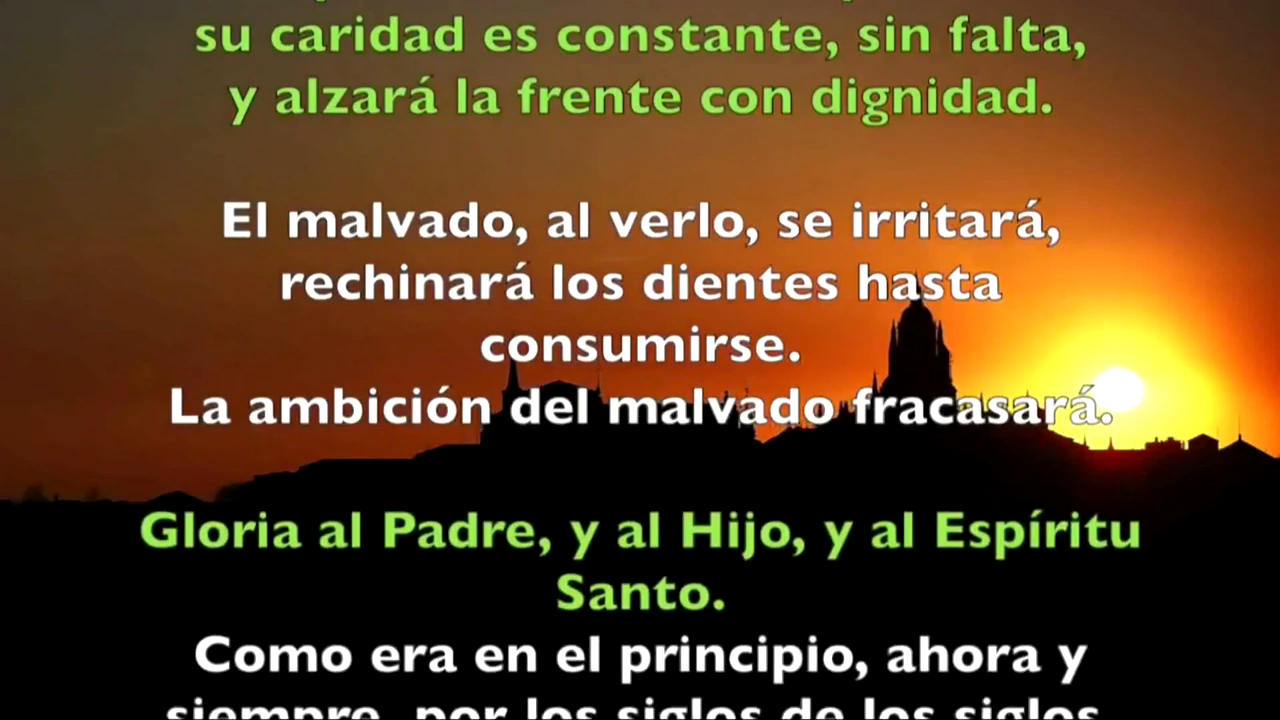 su caridad es constante, sin falta,
y alzará la frente con dignidad.
El malvado, al verlo, se irritará,
rechinará los dientes hasta
consumirse.
La ambición del malvado fracasará.
Gloria al Padre, y al Hijo, y al Espíritu
Santo.
Como era en el principio, ahora y
siempre, por los siglos de los siglos.